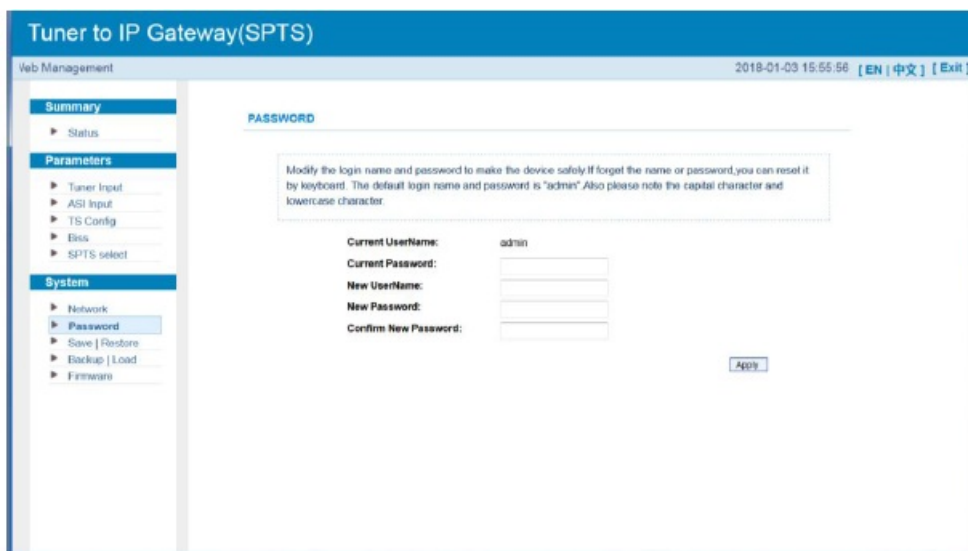 Tuner to IP Gateway(SPTS)
Web Management
2018-01-03 15:55:56 [ EN | 中文 ] [ Exit ]
Summary
Status
Parameters
Tuner Input
ASI Input
TS Config
Biss
SPTS select
System
Network
Password
Save | Restore
Backup | Load
Firmware
PASSWORD
Modify the login name and password to make the device safely.If forget the name or password,you can reset it
by keyboard. The default login name and password is "admin".Also please note the capital character and
lowercase character.
Current UserName: admin
Current Password:
New UserName:
New Password:
Confirm New Password:
Apply